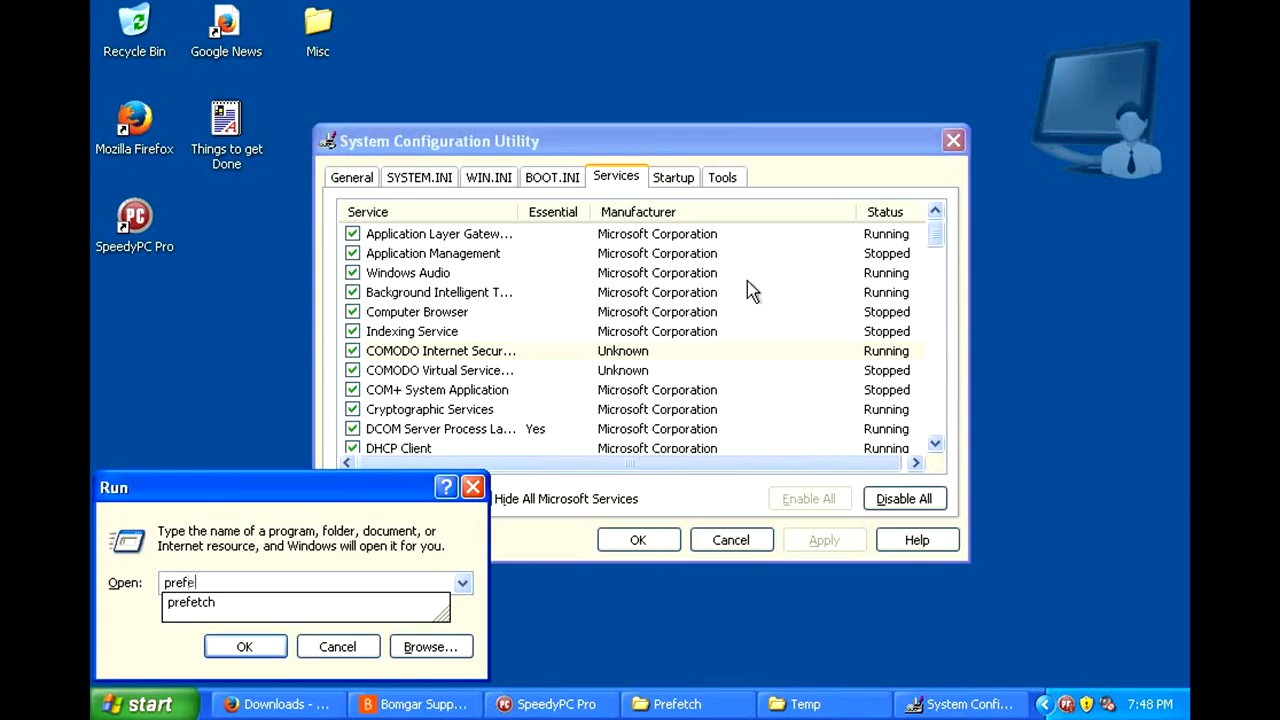 Recycle Bin
Google News
Misc
Mozilla Firefox
Things to get
Done
SpeedyPC Pro
System Configuration Utility
General SYSTEM.INI WIN.INI BOOT.INI Services Startup Tools
Service Essential Manufacturer Status
Application Layer Gatew... Microsoft Corporation Running
Application Management Microsoft Corporation Stopped
Windows Audio Microsoft Corporation Running
Background Intelligent T... Microsoft Corporation Running
Computer Browser Microsoft Corporation Stopped
Indexing Service Microsoft Corporation Stopped
COMODO Internet Secur... Unknown Running
COMODO Virtual Service... Unknown Stopped
COM+ System Application Microsoft Corporation Stopped
Cryptographic Services Microsoft Corporation Running
DCOM Server Process La... Yes Microsoft Corporation Running
DHCP Client Microsoft Corporation Running
Hide All Microsoft Services Enable All Disable All
OK Cancel Apply Help
Run
Type the name of a program, folder, document, or
Internet resource, and Windows will open it for you.
Open: prefe
prefetch
OK Cancel Browse...
start Downloads - ... Bomgar Supp... SpeedyPC Pro Prefetch Temp System Confi... 7:48 PM